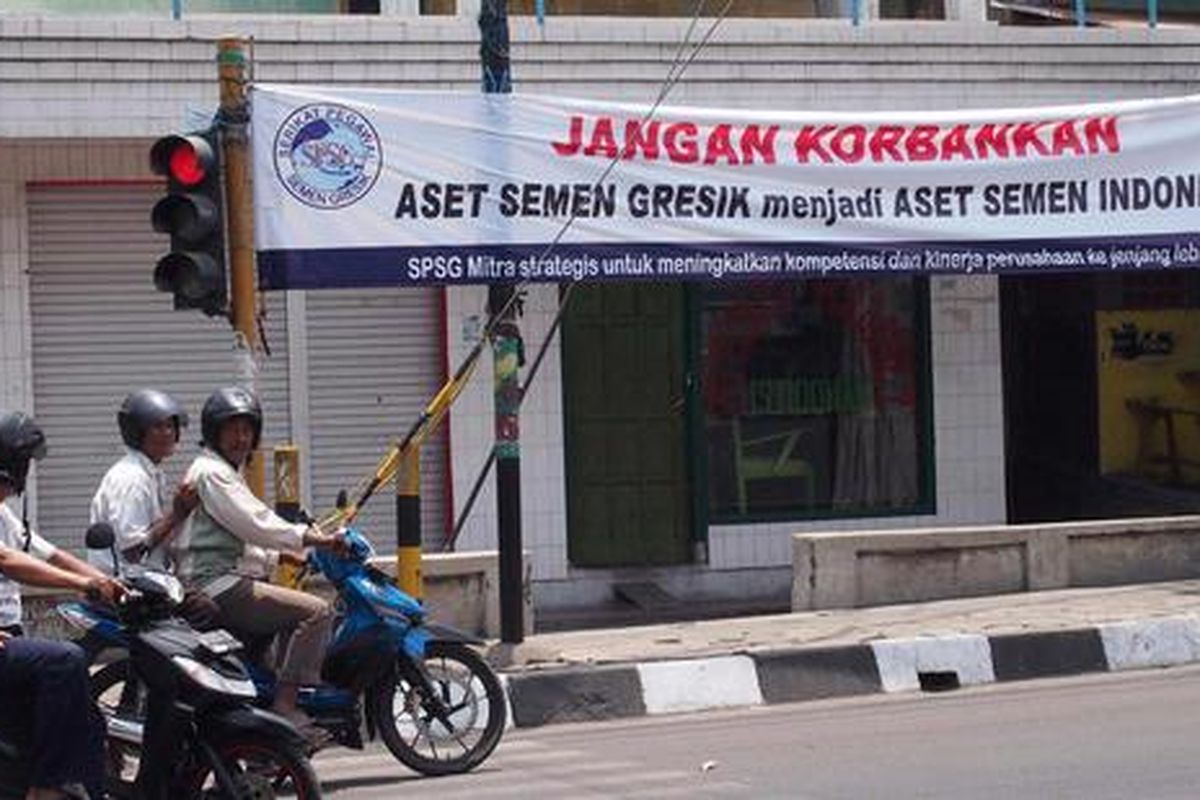 SERIKAT PEGAWAI
SPSG
SEMEN GRESIK
JANGAN KORBANKAN
ASET SEMEN GRESIK menjadi ASET SEMEN INDON
SPSG Mitra strategis untuk meningkatkan kompetensi dan kinerja perusahaan ke jenjang leb